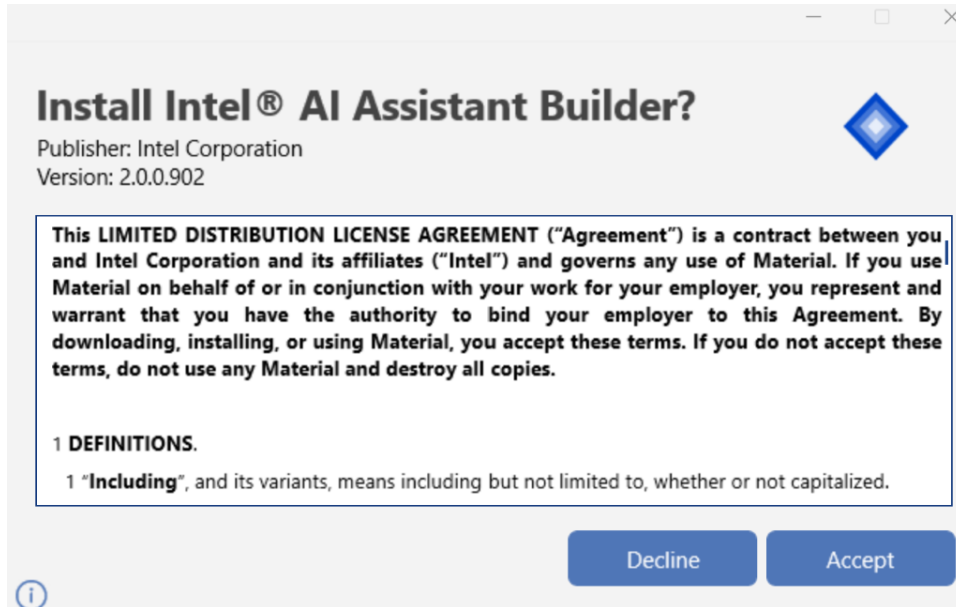 Install Intel® AI Assistant Builder?
Publisher: Intel Corporation
Version: 2.0.0.902
This LIMITED DISTRIBUTION LICENSE AGREEMENT (“Agreement”) is a contract between you
and Intel Corporation and its affiliates (“Intel”) and governs any use of Material. If you use
Material on behalf of or in conjunction with your work for your employer, you represent and
warrant that you have the authority to bind your employer to this Agreement. By
downloading, installing, or using Material, you accept these terms. If you do not accept these
terms, do not use any Material and destroy all copies.
1 DEFINITIONS.
1 “Including”, and its variants, means including but not limited to, whether or not capitalized.
Decline
Accept